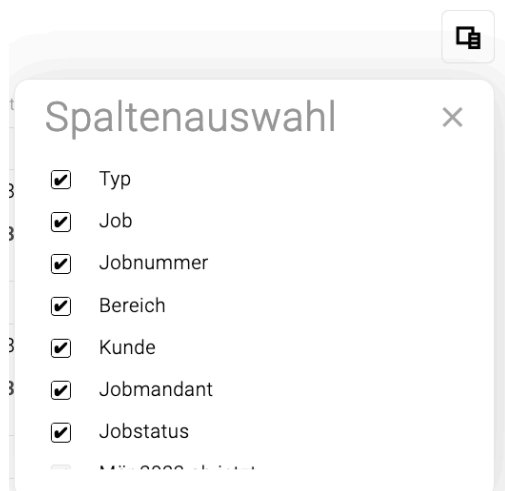 Spaltenauswahl
Typ
Job
Jobnummer
Bereich
Kunde
Jobmandant
Jobstatus